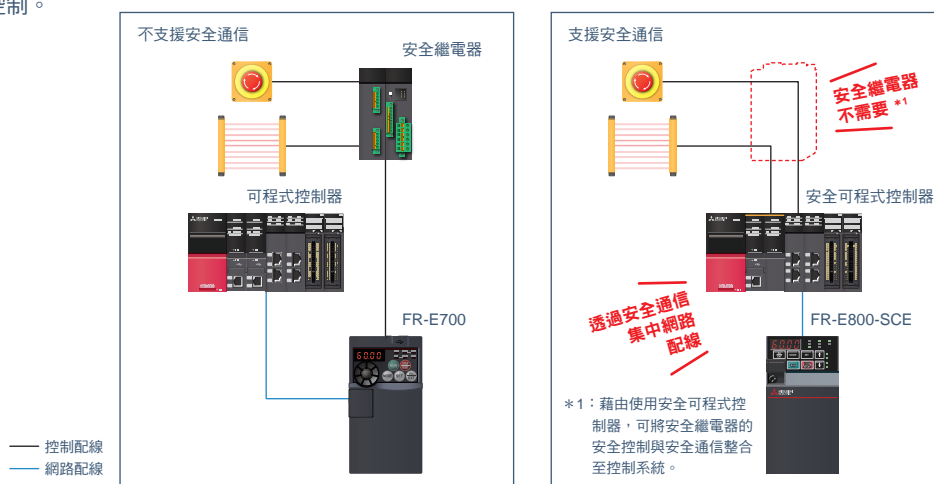 控制。
不支援安全通信
安全繼電器
可程式控制器
FR-E700
60.00
控制配線
網路配線
支援安全通信
安全繼電器
不需要 *1
安全可程式控制器
透過安全通信
集中網路
配線
FR-E800-SCE
60.00
＊1：藉由使用安全可程式控
制器，可將安全繼電器的
安全控制與安全通信整合
至控制系統。